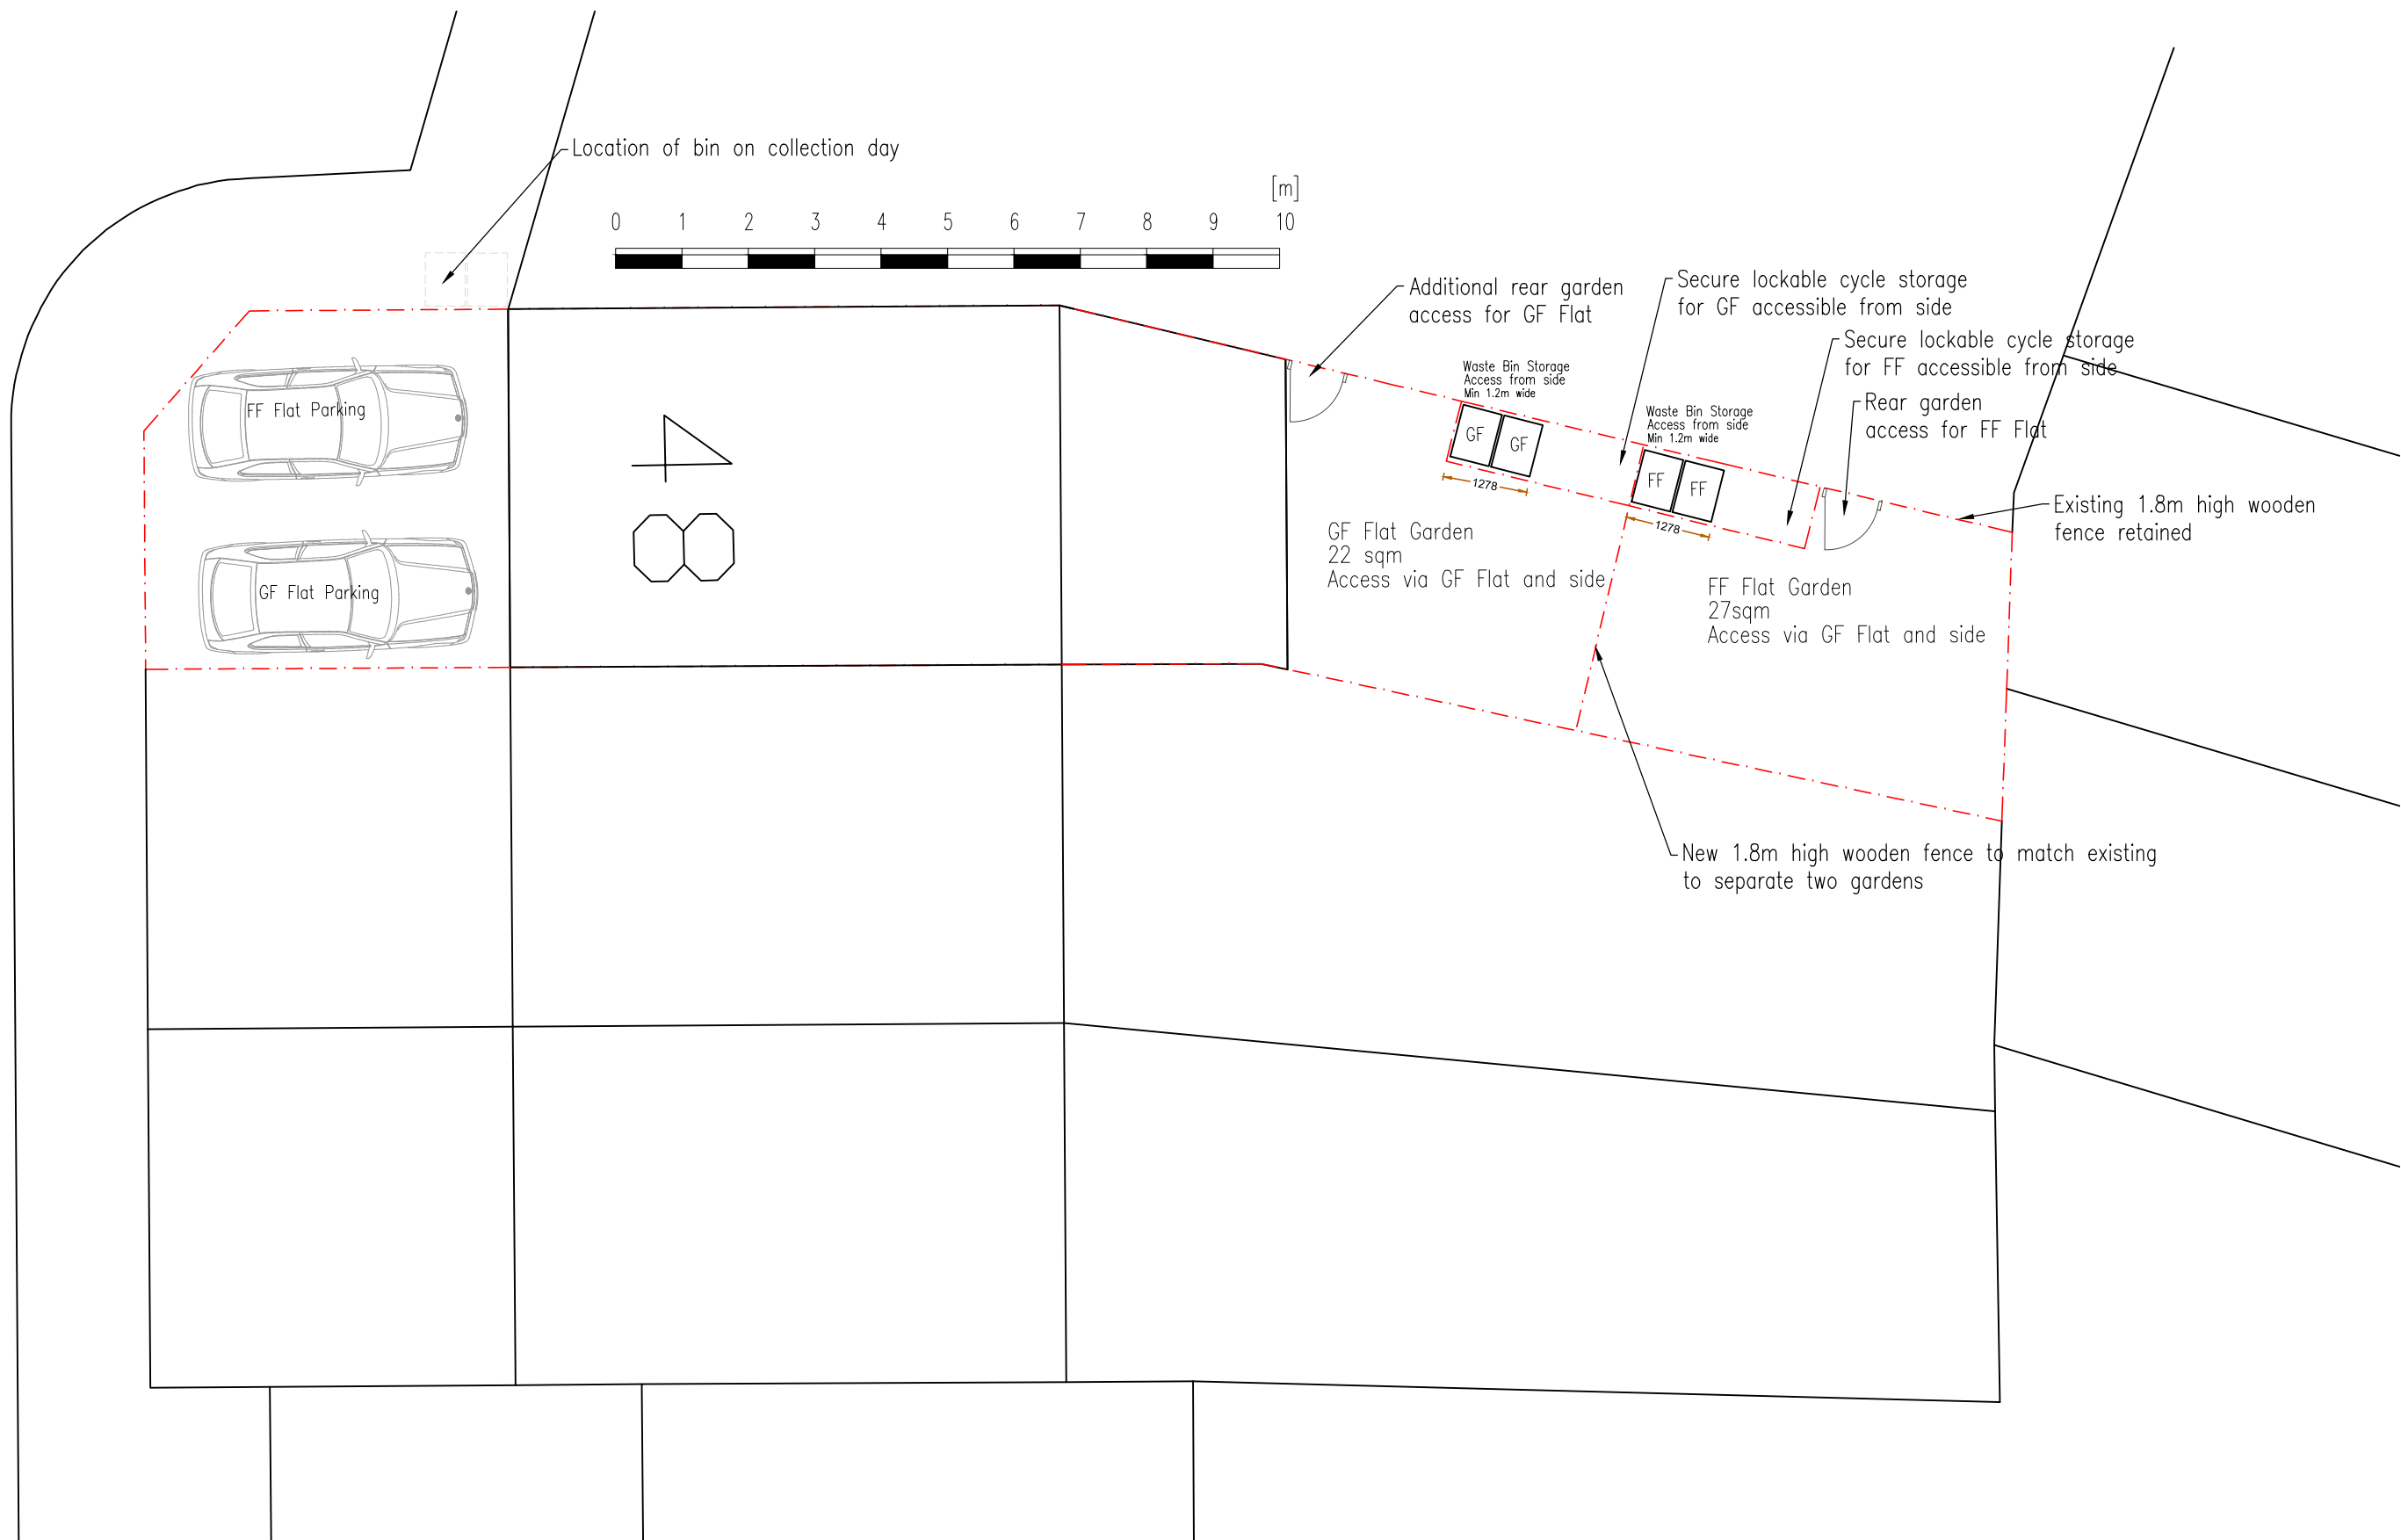 Location of bin on collection day
[m]
0 1 2 3 4 5 6 7 8 9 10
Additional rear garden
access for GF Flat
Secure lockable cycle storage
for GF accessible from side
Secure lockable cycle storage
for FF accessible from side
Rear garden
access for FF Flat
Waste Bin Storage
Access from side
Min 1.2m wide
GF
GF
1278
Waste Bin Storage
Access from side
Min 1.2m wide
FF
FF
1278
Existing 1.8m high wooden
fence retained
FF Flat Parking
GF Flat Parking
84
GF Flat Garden
22 sqm
Access via GF Flat and side
FF Flat Garden
27sqm
Access via GF Flat and side
New 1.8m high wooden fence to match existing
to separate two gardens